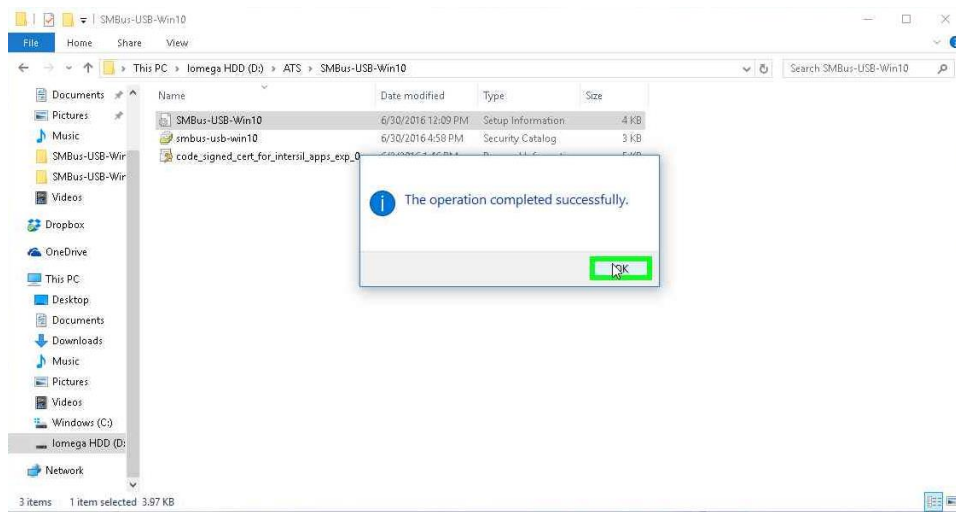 SMBus-USB-Win10
File Home Share View
This PC > Iomega HDD (D:) > ATS > SMBus-USB-Win10
Search SMBus-USB-Win10
Name Date modified Type Size
Documents
Pictures
Music
SMBus-USB-Wir
SMBus-USB-Wir
Videos
Dropbox
OneDrive
This PC
Desktop
Documents
Downloads
Music
Pictures
Videos
Windows (C:)
Iomega HDD (D:
Network
SMBus-USB-Win10 6/30/2016 12:09 PM Setup Information 4 KB
smbus-usb-win10 6/30/2016 4:58 PM Security Catalog 3 KB
code_signed_cert_for_intersil_apps_exp_0
The operation completed successfully.
OK
3 items 1 item selected 3.97 KB